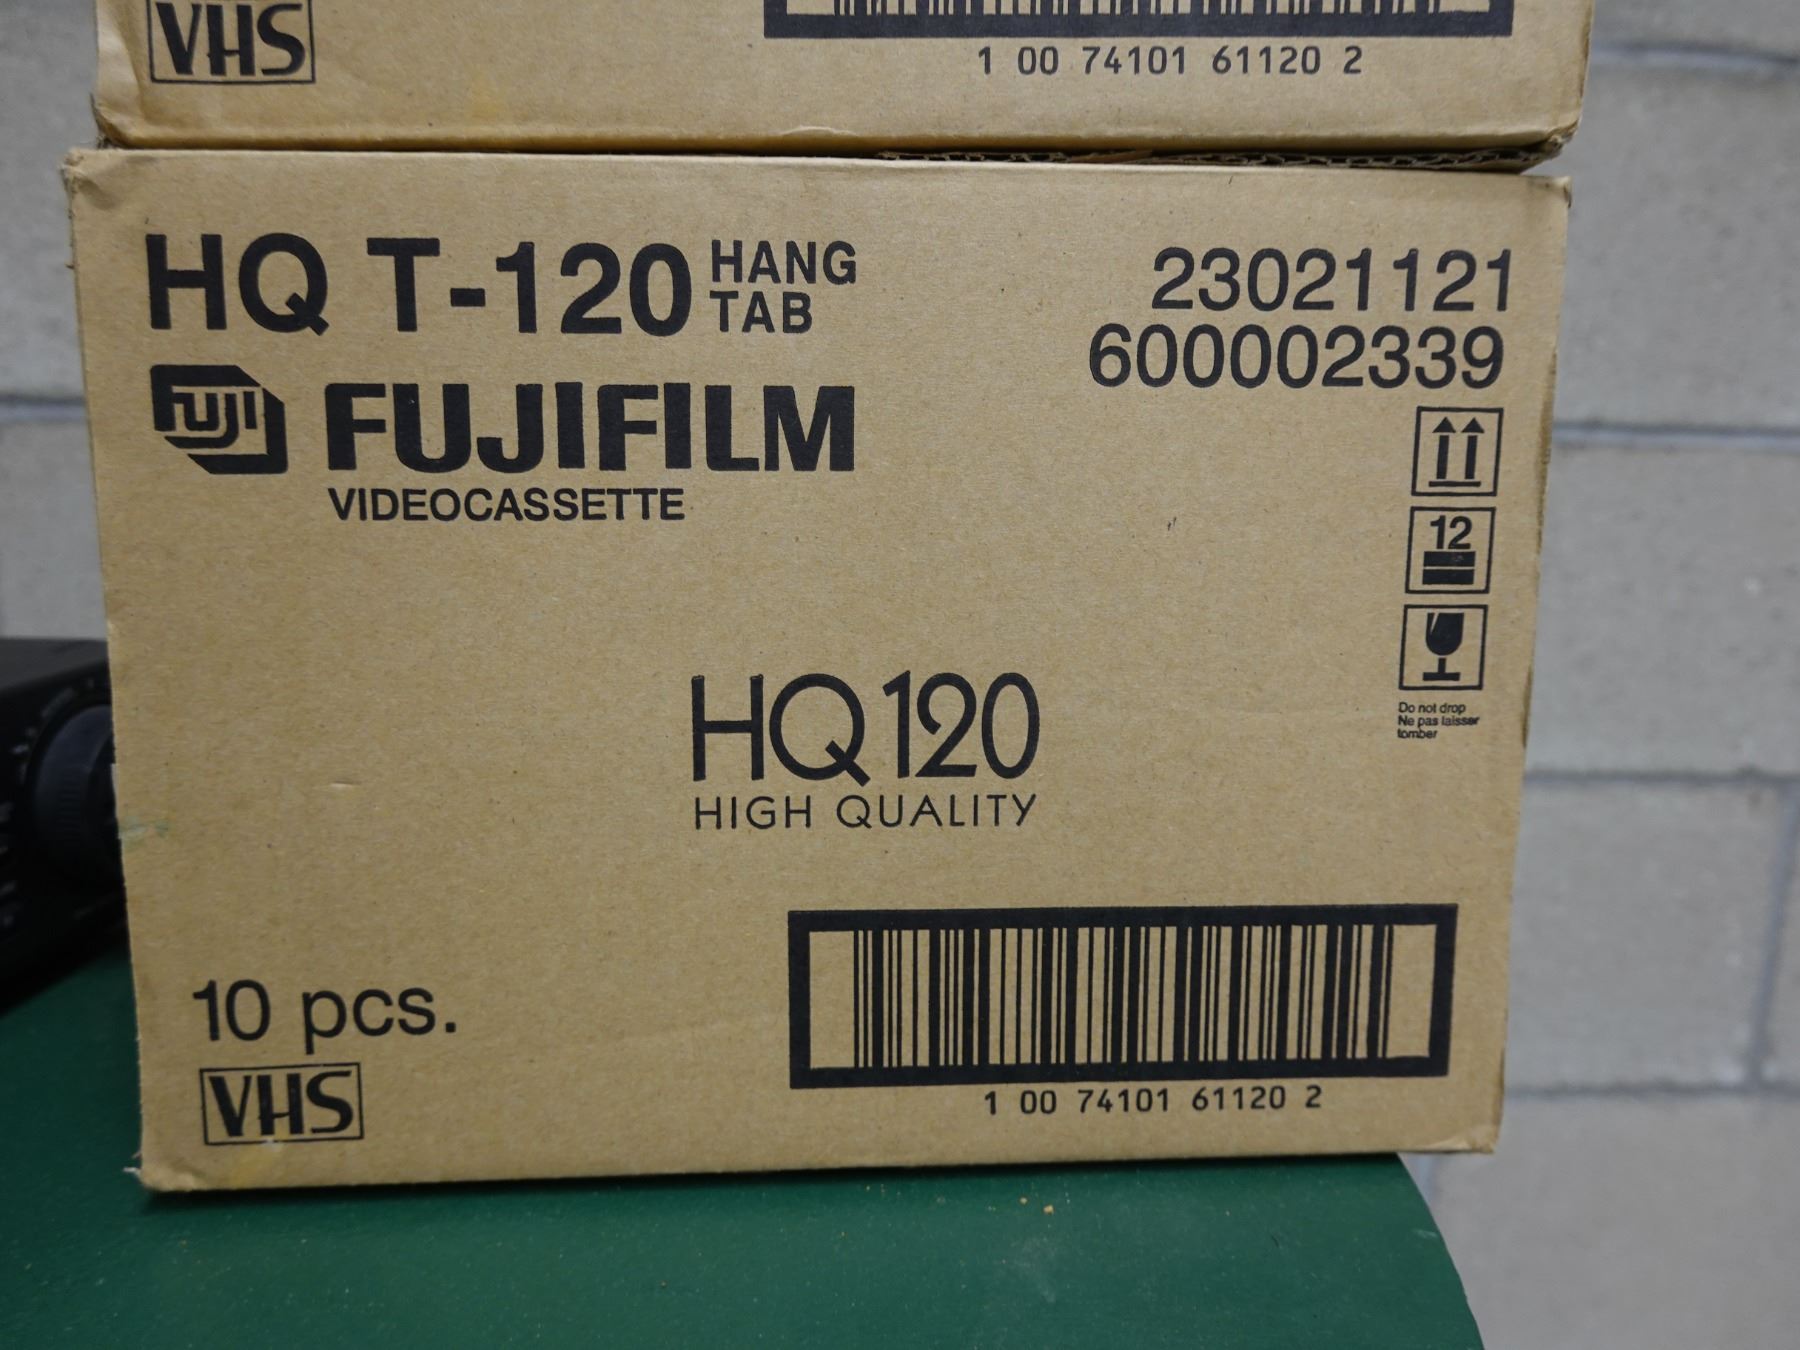 VHS
1 00 74101 61120 2
HQ T-120 HANG TAB
23021121
600002339
FUJI FUJIFILM
VIDEOCASSETTE
12
Do not drop
Ne pas laisser
tomber
HQ120
HIGH QUALITY
10 pcs.
VHS
1 00 74101 61120 2